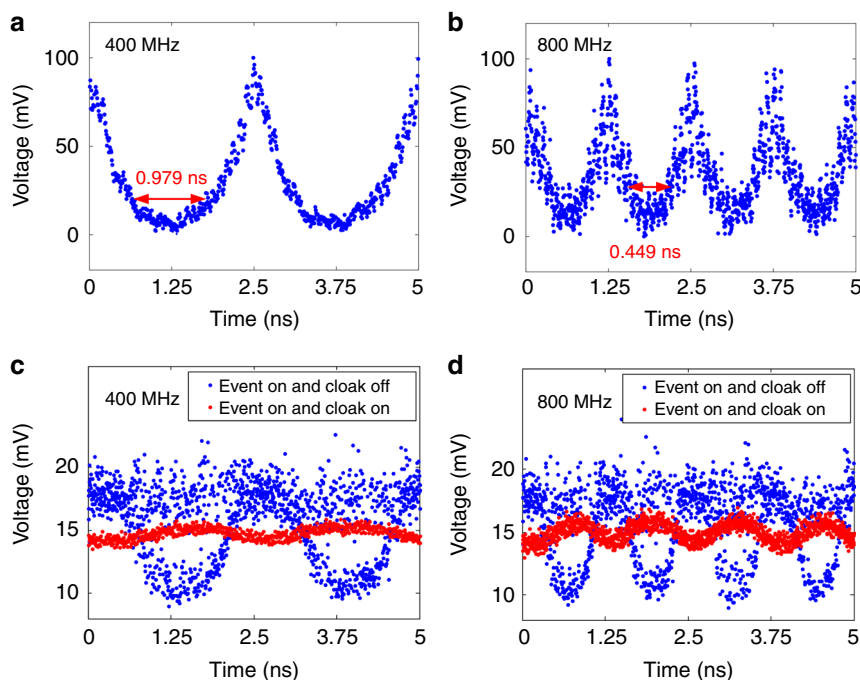 a
400 MHz
100
50
0
Voltage (mV)
0.979 ns
0 1.25 2.5 3.75 5
Time (ns)
b
800 MHz
100
50
0
Voltage (mV)
0.449 ns
0 1.25 2.5 3.75 5
Time (ns)
c
400 MHz
Event on and cloak off
Event on and cloak on
20
15
10
Voltage (mV)
0 1.25 2.5 3.75 5
Time (ns)
d
800 MHz
Event on and cloak off
Event on and cloak on
20
15
10
Voltage (mV)
0 1.25 2.5 3.75 5
Time (ns)